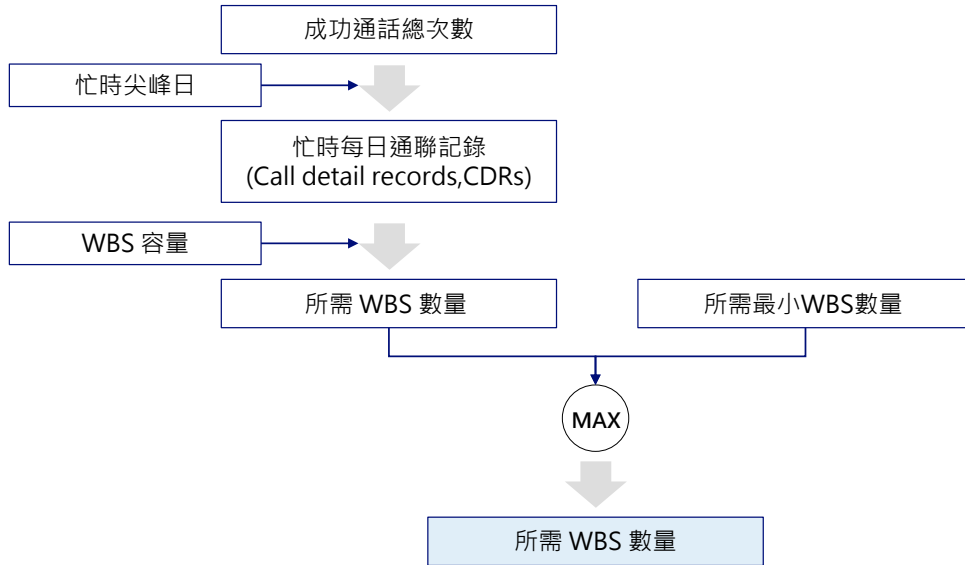 成功通話總次數
忙時尖峰日
忙時每日通聯記錄
(Call detail records,CDRs)
WBS 容量
所需 WBS 數量
所需最小WBS數量
MAX
所需 WBS 數量